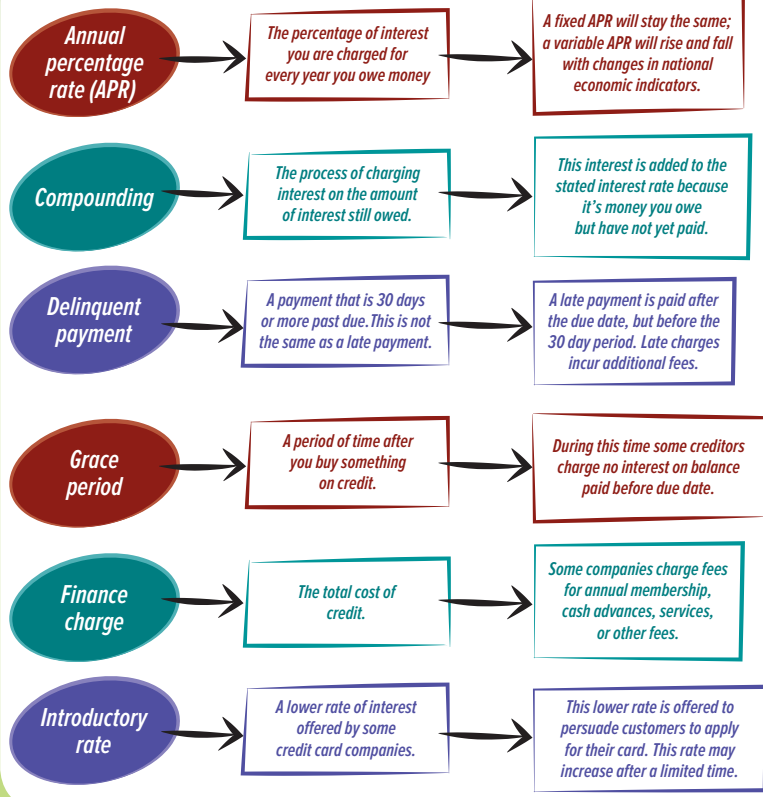 Annual
percentage
rate (APR)
The percentage of interest
you are charged for
every year you owe money
A fixed APR will stay the same;
a variable APR will rise and fall
with changes in national
economic indicators.
Compounding
The process of charging
interest on the amount
of interest still owed.
This interest is added to the
stated interest rate because
it's money you owe
but have not yet paid.
Delinquent
payment
A payment that is 30 days
or more past due.This is not
the same as a late payment.
A late payment is paid after
the due date, but before the
30 day period. Late charges
incur additional fees.
Grace
period
A period of time after
you buy something
on credit.
During this time some creditors
charge no interest on balance
paid before due date.
Finance
charge
The total cost of
credit.
Some companies charge fees
for annual membership,
cash advances, services,
or other fees.
Introductory
rate
A lower rate of interest
offered by some
credit card companies.
This lower rate is offered to
persuade customers to apply
for their card. This rate may
increase after a limited time.